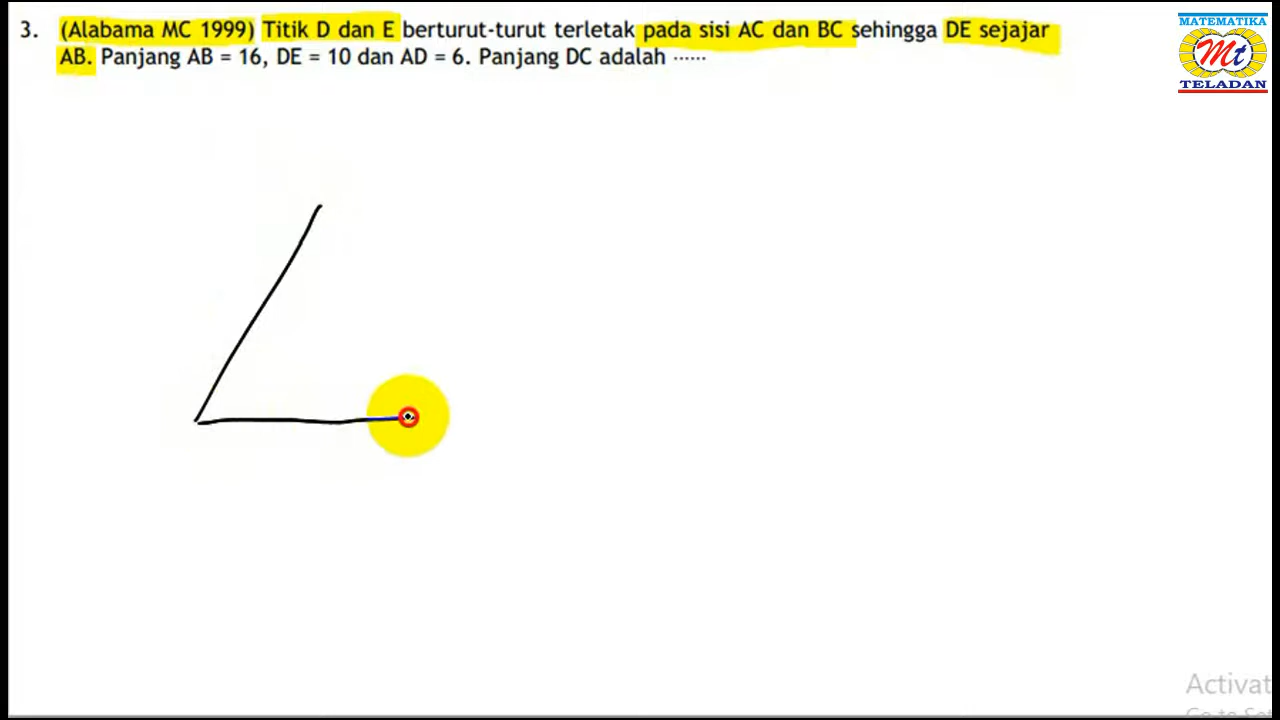 3. (Alabama MC 1999) Titik D dan E berturut-turut terletak pada sisi AC dan BC sehingga DE sejajar
AB. Panjang AB = 16, DE = 10 dan AD = 6. Panjang DC adalah ......
MATEMATIKA
Mt
TELADAN
Activat